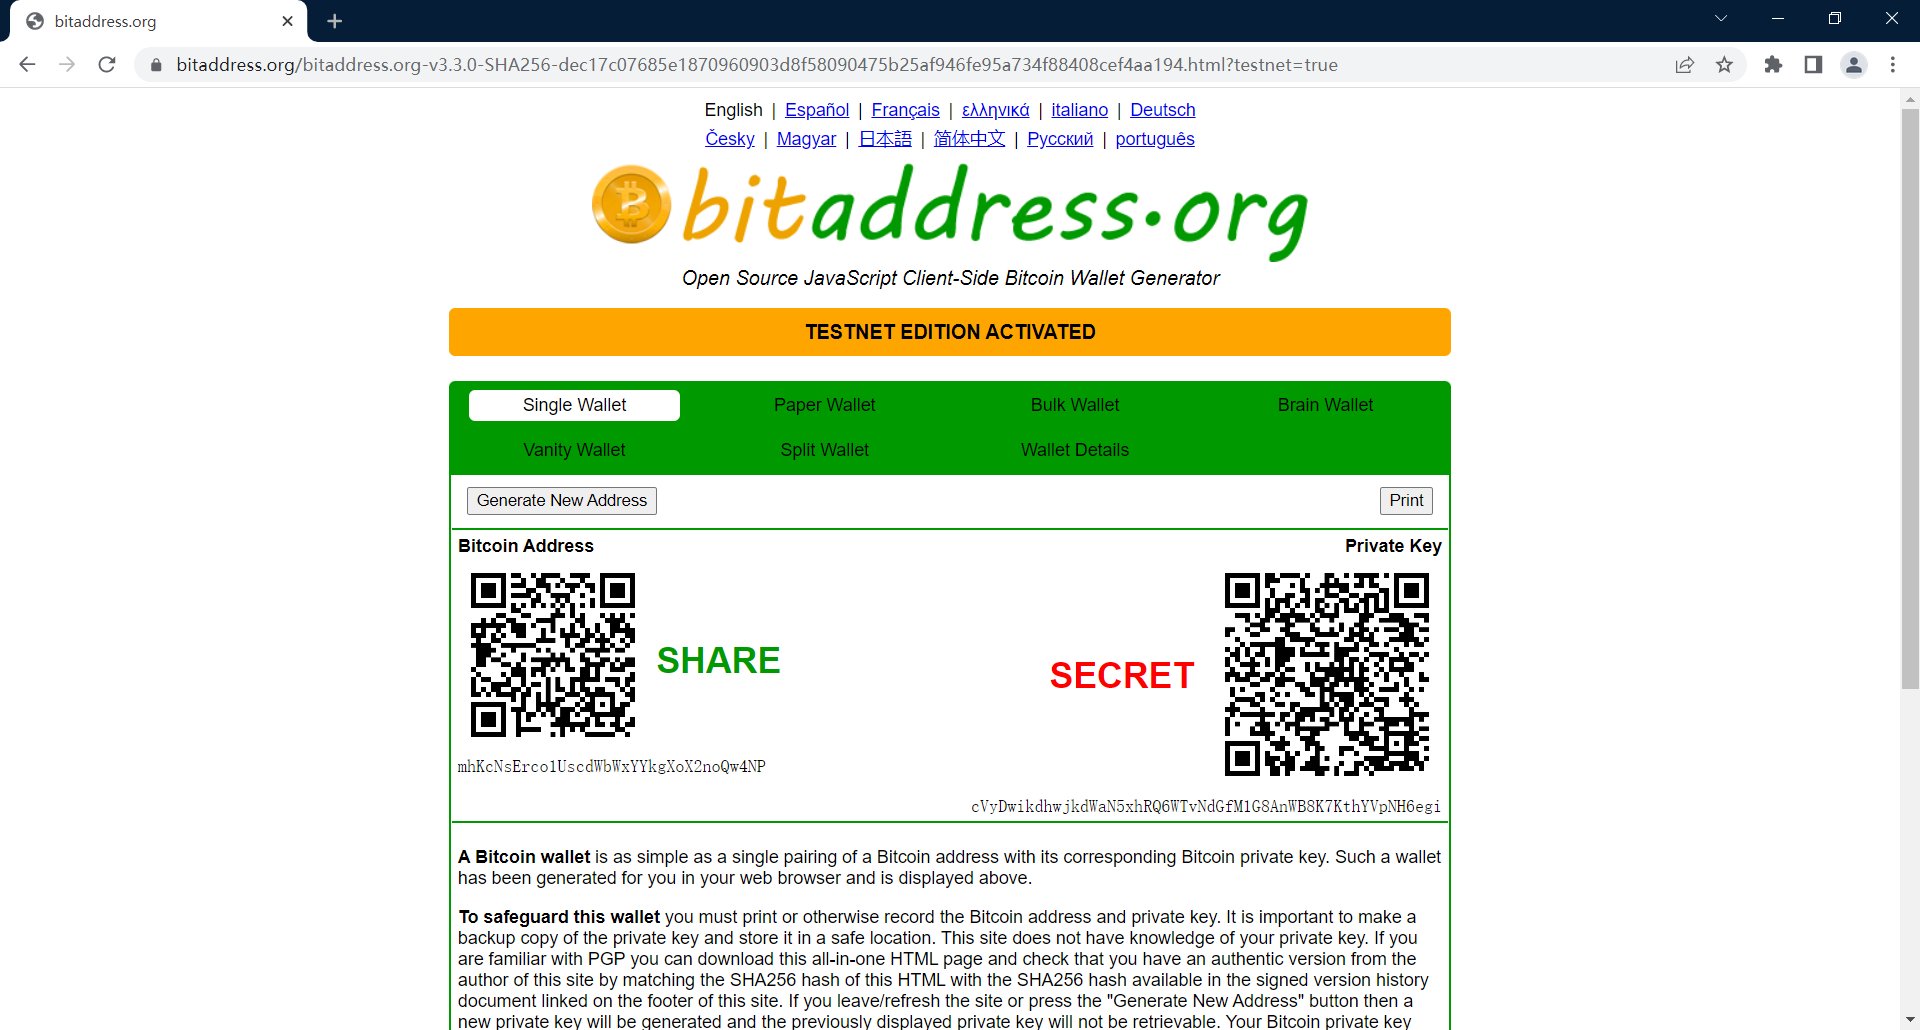 bitaddress.org
bitaddress.org/bitaddress.org-v3.3.0-SHA256-dec17c07685e1870960903d8f58090475b25af946fe95a734f88408cef4aa194.html?testnet=true
English | Español | Français | ελληνικά | italiano | Deutsch
Česky | Magyar | 日本語 | 简体中文 | Русский | português
bitaddress.org
Open Source JavaScript Client-Side Bitcoin Wallet Generator
TESTNET EDITION ACTIVATED
Single Wallet Paper Wallet Bulk Wallet Brain Wallet
Vanity Wallet Split Wallet Wallet Details
Generate New Address Print
Bitcoin Address Private Key
SHARE
SECRET
mhKcNsErco1UscdWbWxYYkgXoX2noQw4NP
cVyDwikdhwjkdWaN5xhRQ6WTvNdGfM1G8AnWB8K7KthYVpNH6egi
A Bitcoin wallet is as simple as a single pairing of a Bitcoin address with its corresponding Bitcoin private key. Such a wallet
has been generated for you in your web browser and is displayed above.
To safeguard this wallet you must print or otherwise record the Bitcoin address and private key. It is important to make a
backup copy of the private key and store it in a safe location. This site does not have knowledge of your private key. If you
are familiar with PGP you can download this all-in-one HTML page and check that you have an authentic version from the
author of this site by matching the SHA256 hash of this HTML with the SHA256 hash available in the signed version history
document linked on the footer of this site. If you leave/refresh the site or press the "Generate New Address" button then a
new private key will be generated and the previously displayed private key will not be retrievable. Your Bitcoin private key